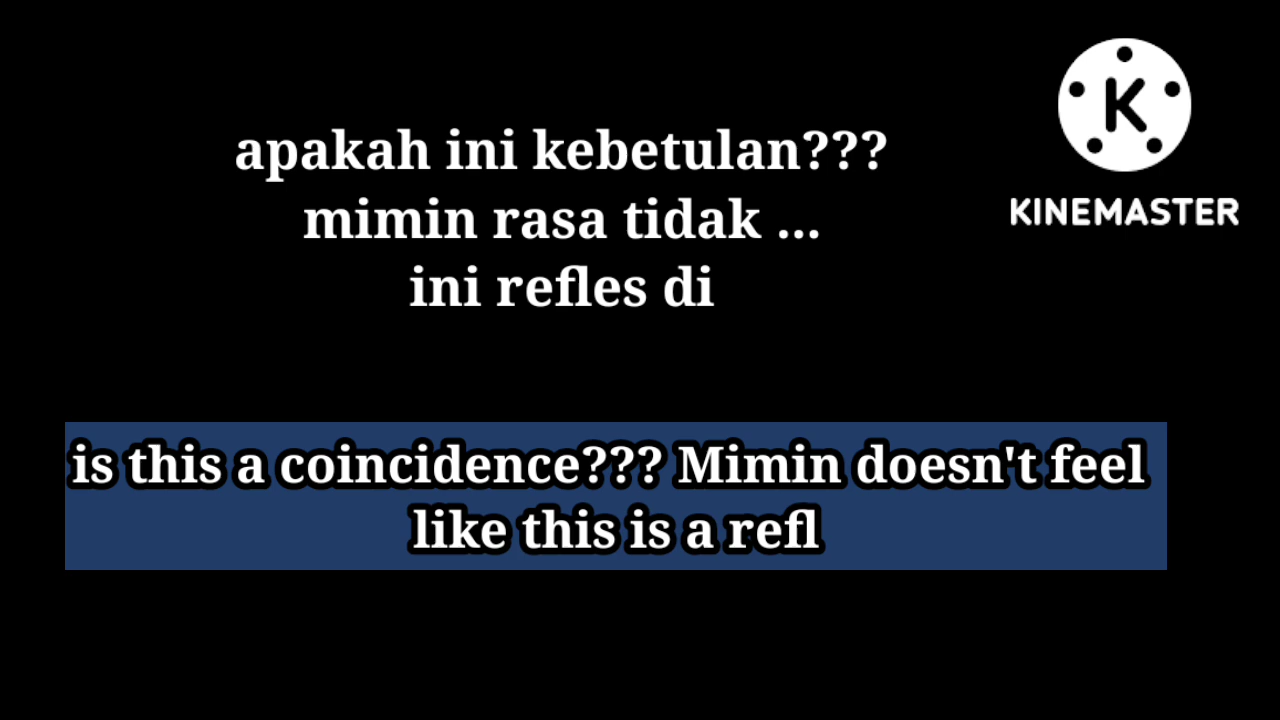 apakah ini kebetulan???
mimin rasa tidak ...
ini refles di
K
KINEMASTER
is this a coincidence??? Mimin doesn't feel
like this is a refl